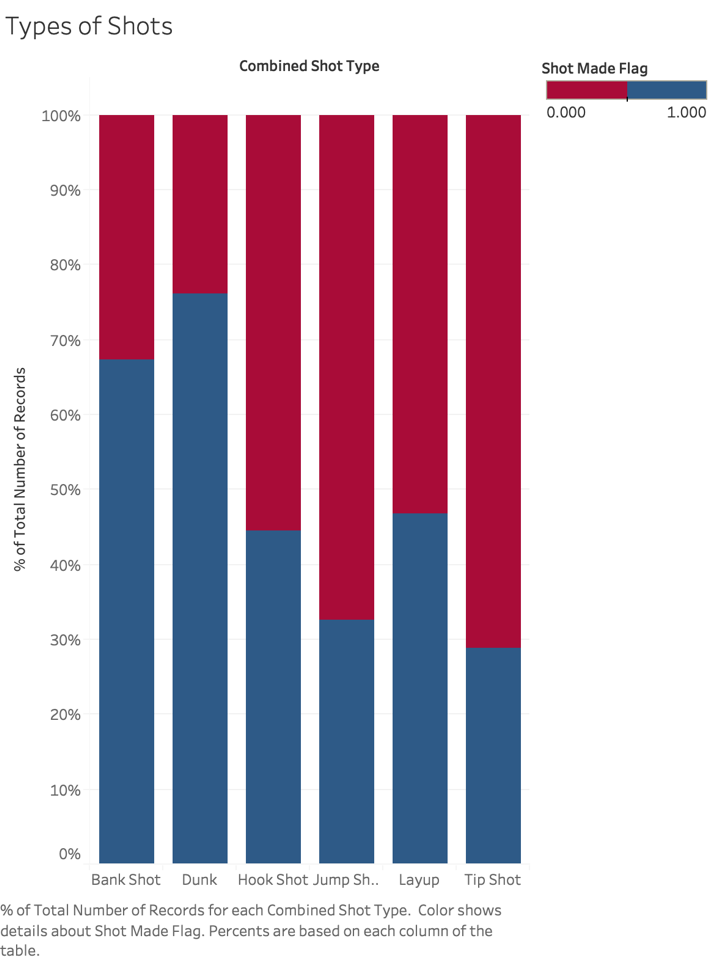 Types of Shots
Combined Shot Type
Shot Made Flag
0.000 1.000
100%
90%
80%
70%
60%
50%
40%
30%
20%
10%
0%
% of Total Number of Records
Bank Shot Dunk Hook Shot Jump Sh.. Layup Tip Shot
% of Total Number of Records for each Combined Shot Type.  Color shows
details about Shot Made Flag. Percents are based on each column of the
table.